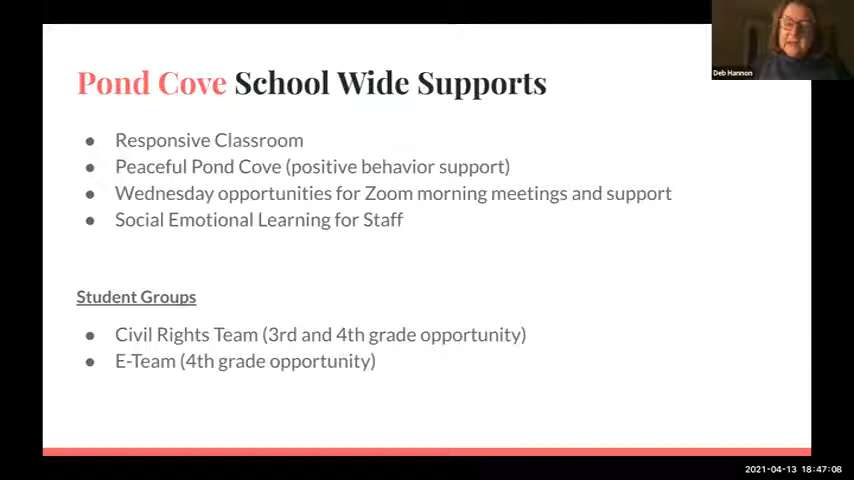 Pond Cove School Wide Supports
Deb Hannon
● Responsive Classroom
● Peaceful Pond Cove (positive behavior support)
● Wednesday opportunities for Zoom morning meetings and support
● Social Emotional Learning for Staff
Student Groups
● Civil Rights Team (3rd and 4th grade opportunity)
● E-Team (4th grade opportunity)
2021-04-13 18:47:08